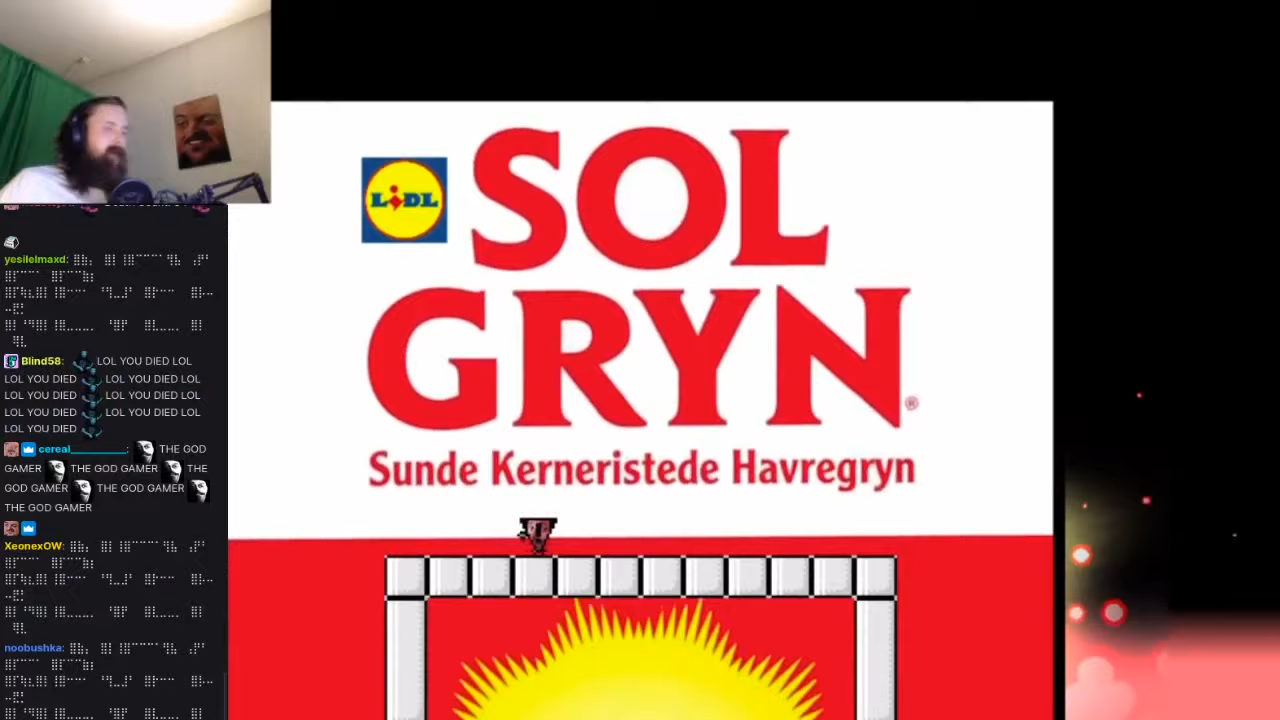 LIDL
SOL
GRYN
®
Sunde Kerneristede Havregryn
yesilelmaxd:
Blind58: LOL YOU DIED LOL
LOL YOU DIED LOL YOU DIED LOL
LOL YOU DIED LOL YOU DIED LOL
LOL YOU DIED LOL YOU DIED LOL
LOL YOU DIED
cereal__________: THE GOD
GAMER THE GOD GAMER THE
GOD GAMER THE GOD GAMER
THE GOD GAMER
XeonexOW:
noobushka: